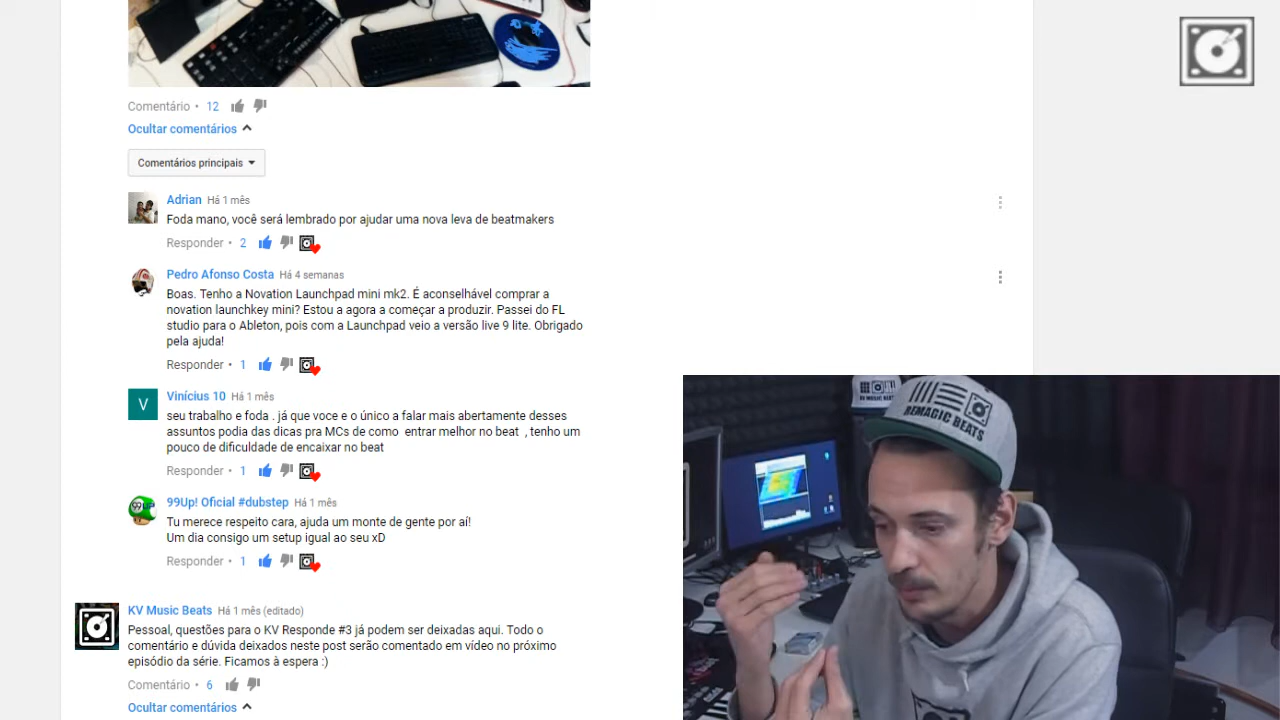 Comentário • 12
Ocultar comentários
Comentários principais
Adrian Há 1 mês
Foda mano, você será lembrado por ajudar uma nova leva de beatmakers
Responder • 2
Pedro Afonso Costa Há 4 semanas
Boas. Tenho a Novation Launchpad mini mk2. É aconselhável comprar a
novation launchkey mini? Estou a agora a começar a produzir. Passei do FL
studio para o Ableton, pois com a Launchpad veio a versão live 9 lite. Obrigado
pela ajuda!
Responder • 1
V
Vinícius 10 Há 1 mês
seu trabalho e foda . já que voce e o único a falar mais abertamente desses
assuntos podia das dicas pra MCs de como entrar melhor no beat , tenho um
pouco de dificuldade de encaixar no beat
Responder • 1
99UP
99Up! Oficial #dubstep Há 1 mês
Tu merece respeito cara, ajuda um monte de gente por aí!
Um dia consigo um setup igual ao seu xD
Responder • 1
KV Music Beats Há 1 mês (editado)
Pessoal, questões para o KV Responde #3 já podem ser deixadas aqui. Todo o
comentário e dúvida deixados neste post serão comentado em vídeo no próximo
episódio da série. Ficamos à espera :)
Comentário • 6
Ocultar comentários
REMAGIC BEATS